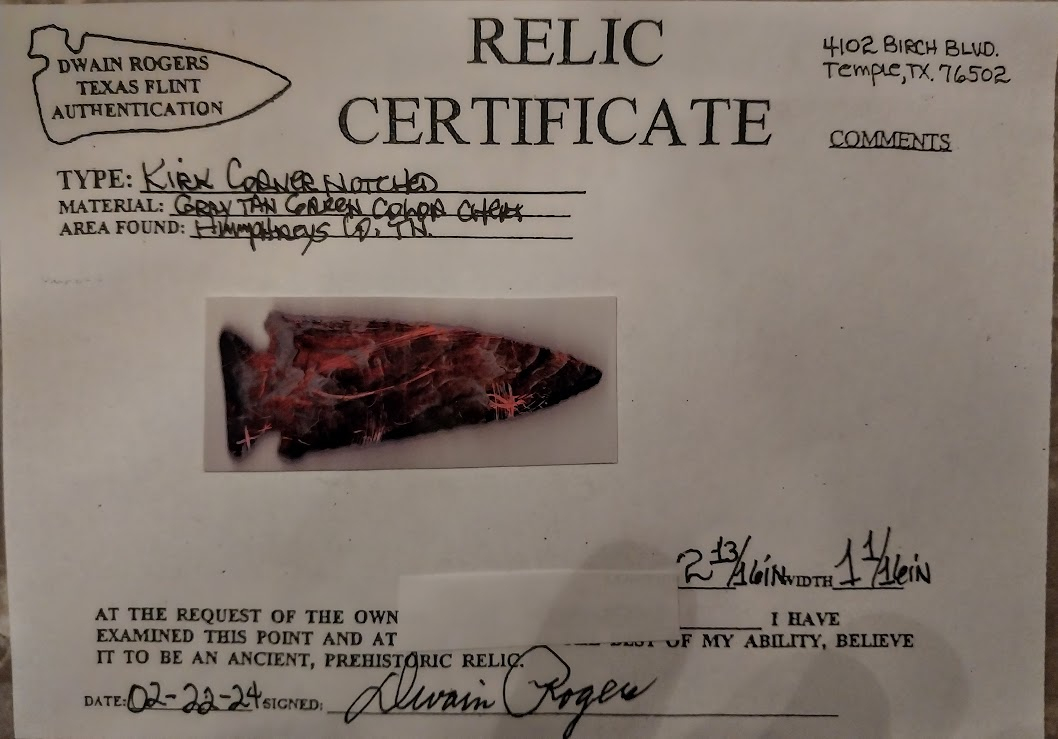 DWAIN ROGERS
TEXAS FLINT
AUTHENTICATION
RELIC
CERTIFICATE
4102 BIRCH BLVD.
Temple, TX. 76502
COMMENTS
TYPE: KIRK CORNER NOTCHED
MATERIAL: GRAY TAN GREEN COLOR CHERT
AREA FOUND: HUMPHREYS CO, TN.
2 13/16iN WIDTH 1 1/16iN
AT THE REQUEST OF THE OWN I HAVE
EXAMINED THIS POINT AND AT BEST OF MY ABILITY, BELIEVE
IT TO BE AN ANCIENT, PREHISTORIC RELIC.
DATE: 02-22-24 SIGNED: Dwain Rogers